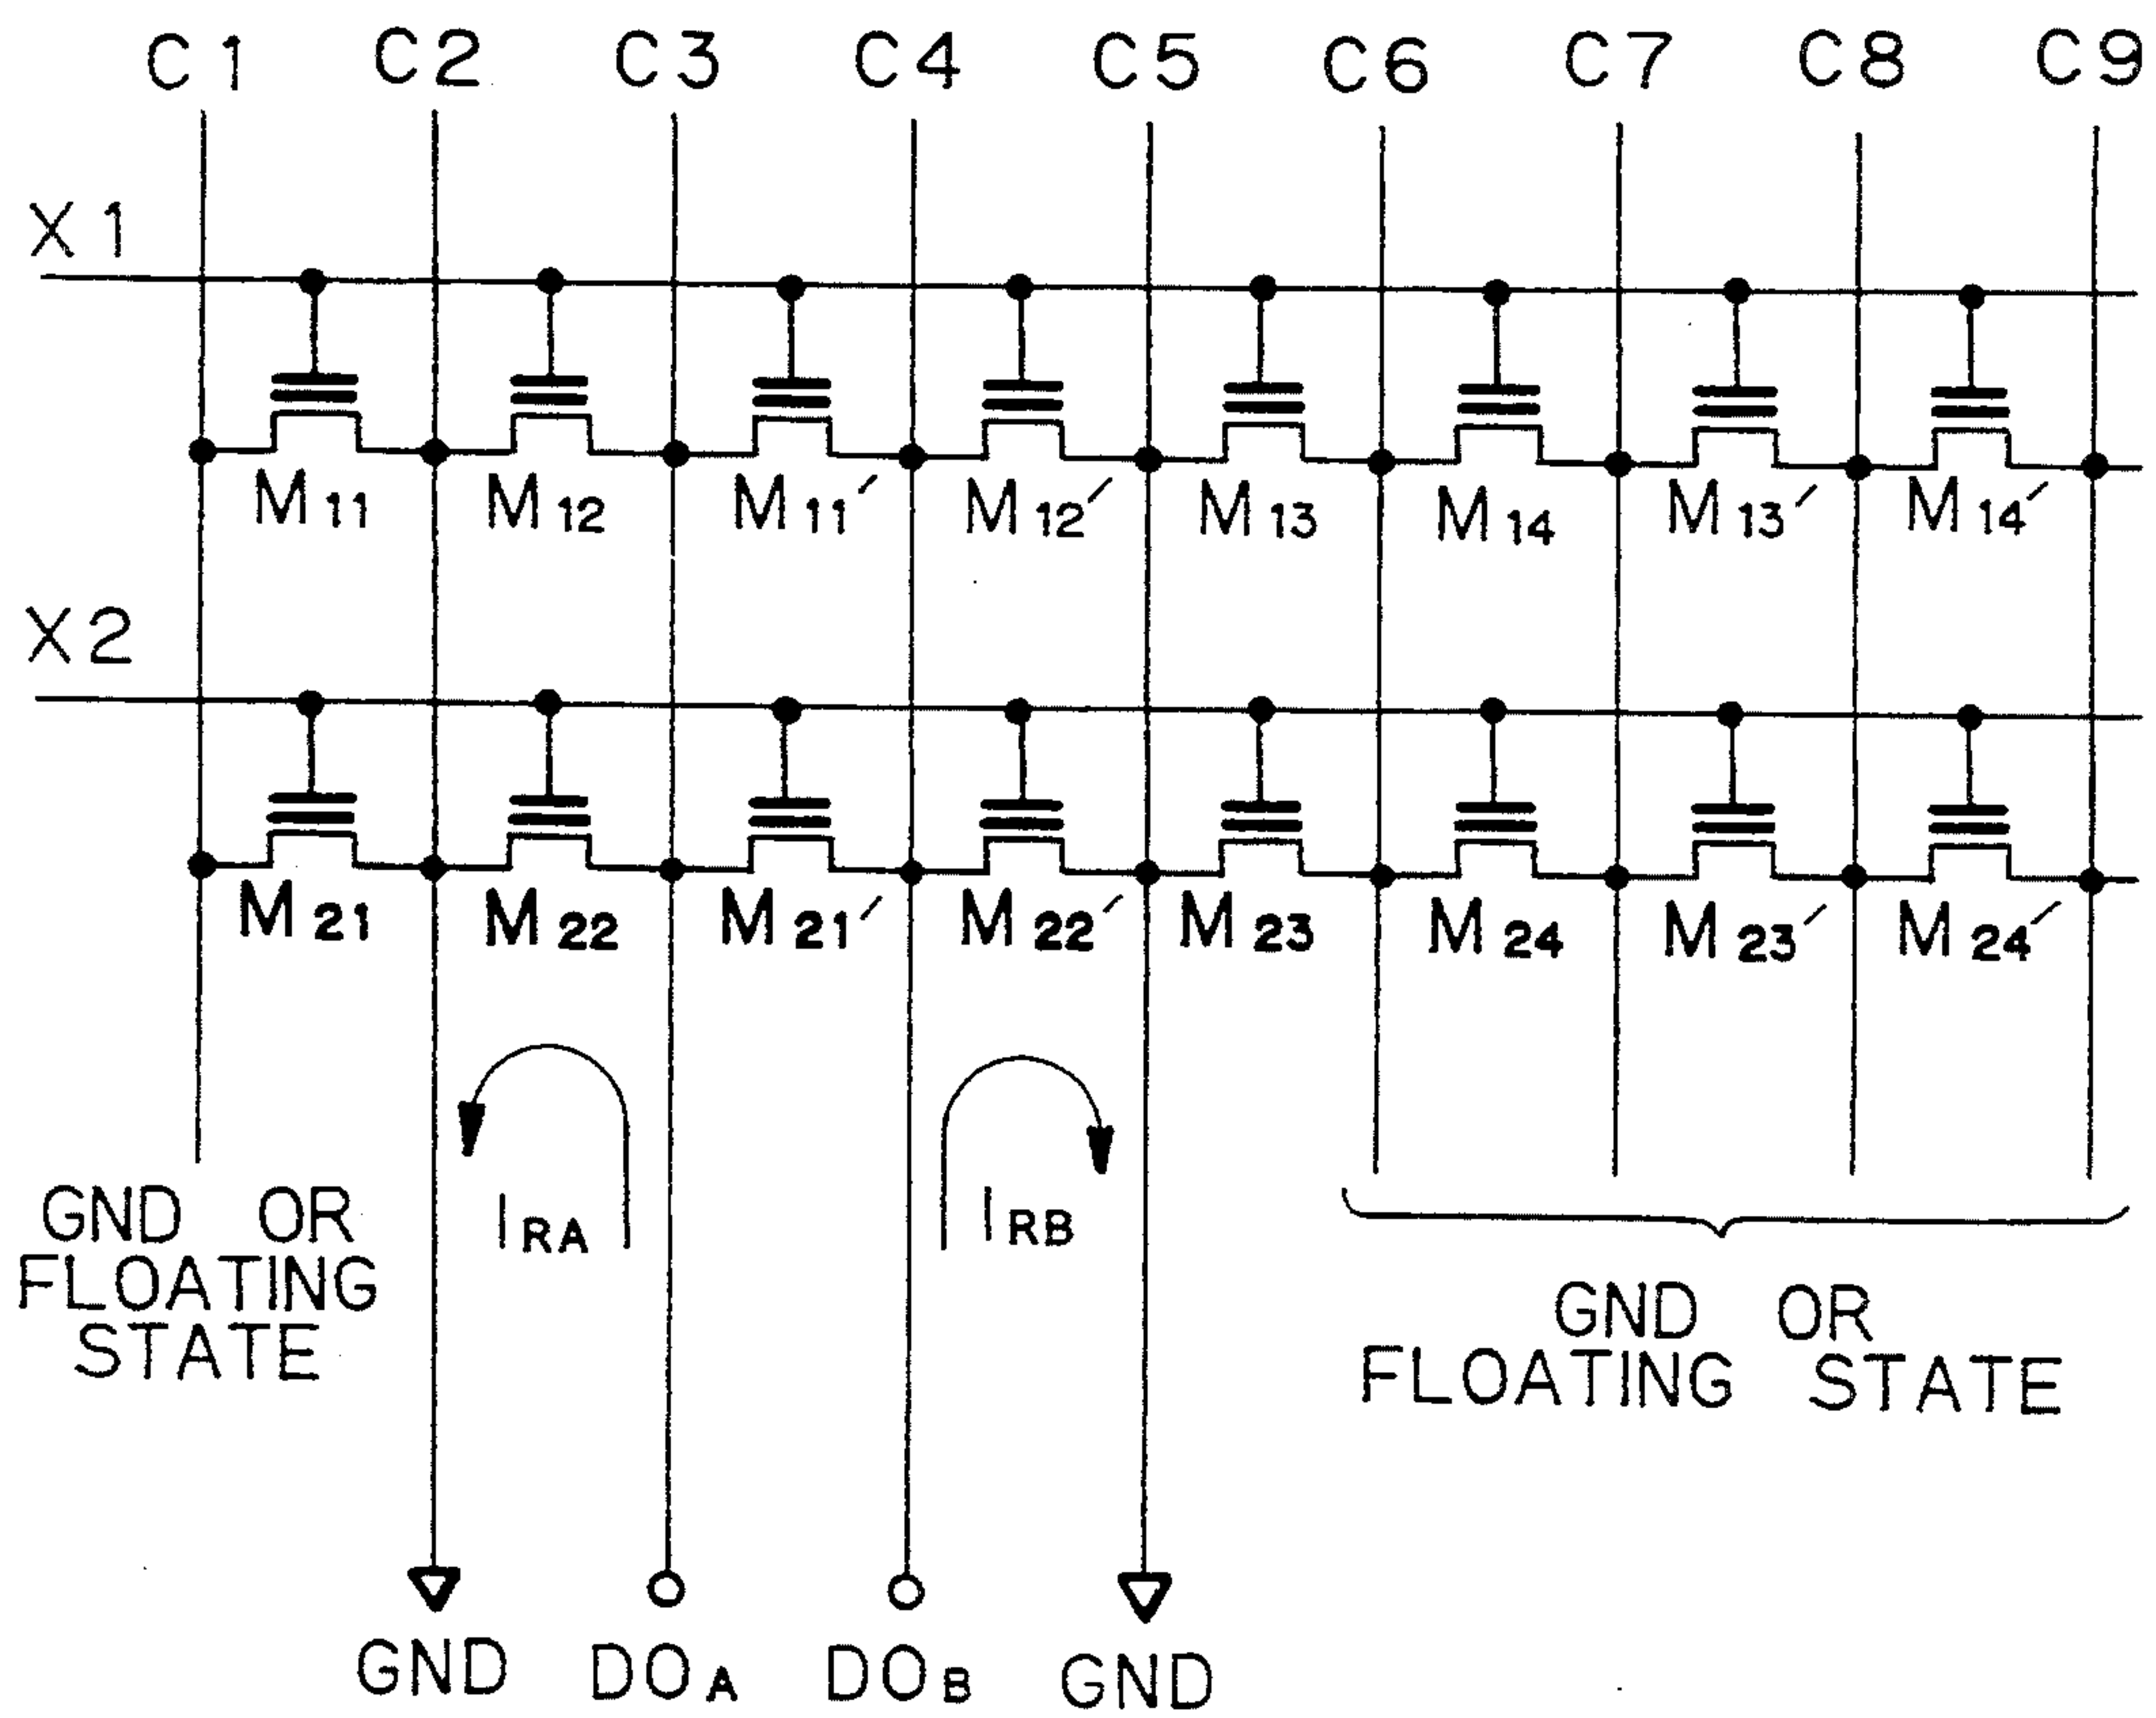 C1 C2 C3 C4 C5 C6 C7 C8 C9
X1
M11 M12 M11′ M12′ M13 M14 M13′ M14′
X2
M21 M22 M21′ M22′ M23 M24 M23′ M24′
IRA IRB
GND OR
FLOATING
STATE
GND OR
FLOATING STATE
GND DOA DOB GND